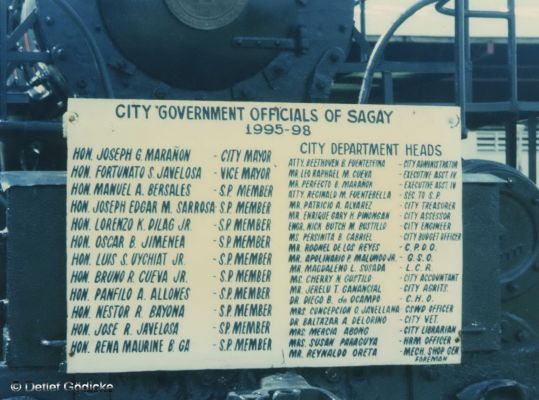 CITY GOVERNMENT OFFICIALS OF SAGAY
1995-98
HON. JOSEPH G. MARAÑON - CITY MAYOR
HON. FORTUNATO S. JAVELOSA - VICE MAYOR
HON. MANUEL A. BERSALES - S.P. MEMBER
HON. JOSEPH EDGAR M. SARROSA - S.P. MEMBER
HON. LORENZO K. DILAG JR. - S.P. MEMBER
HON. OSCAR B. JIMENEA - S.P. MEMBER
HON. LUIS S. UYCHIAT JR. - S.P. MEMBER
HON. BRUNO R. CUEVA JR. - S.P. MEMBER
HON. PANFILO A. ALLONES - S.P. MEMBER
HON. NESTOR R. BAYONA - S.P. MEMBER
HON. JOSE R. JAVELOSA - S.P. MEMBER
HON. RENA MAURINE B GA - S.P. MEMBER
CITY DEPARTMENT HEADS
ATTY. BEETHOVEN B. - CITY ADMINISTRATOR
MR LEO RAPHAEL M. CUEVA - EXECUTIVE ASST IV
MR. PERFECTO B. MARAÑON - EXECUTIVE ASST IV
ATTY. REGINALD M. FUENTEBELLA - SEC. TO S.P.
MR. PATRICIO A. ALVAREZ - CITY TREASURER
MR. ENRIQUE GARY H. PIMONGAN - CITY ASSESSOR
ENGR. NICK BUTCH M. BUSTILLO - CITY ENGINEER
MS. PERSINITA B. GABRIEL - CITY BUDGET OFFICER
MR. RODNEL DE LOS REYES - C.P.D.O.
MR. APOLINARIO P. MALUNDO JR. - G.S.O.
MR. MAGDALENO L. SUSADA - L.C.R.
MS. CHERRY N. GUPTILO - CITY ACCOUNTANT
MR. JERELU T. GANANCIAL - CITY AGRITS.
DR DIEGO B. de OCAMPO - C.H.O.
MRS. CONCEPCION O. JAVELLANA - CSWD OFFICER
DR BALTAZAR A. DELORINO - CITY VET.
MRS MERCIA ABONG - CITY LIBRARIAN
MRS. SUSAN PARAGUYA - HRM OFFICER
MR. REYNALDO ORETA - MECH. SHOP GEN
FOREMAN
© Detlef Gödicke